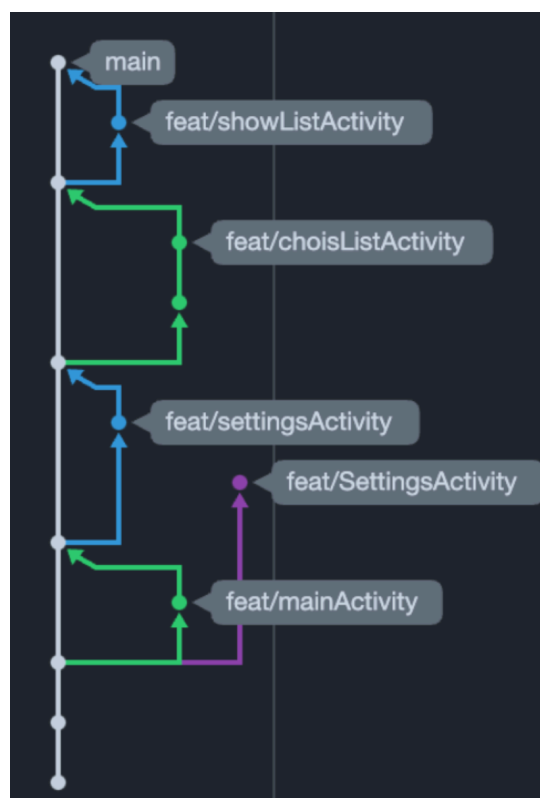 main
feat/showListActivity
feat/choisListActivity
feat/settingsActivity
feat/SettingsActivity
feat/mainActivity